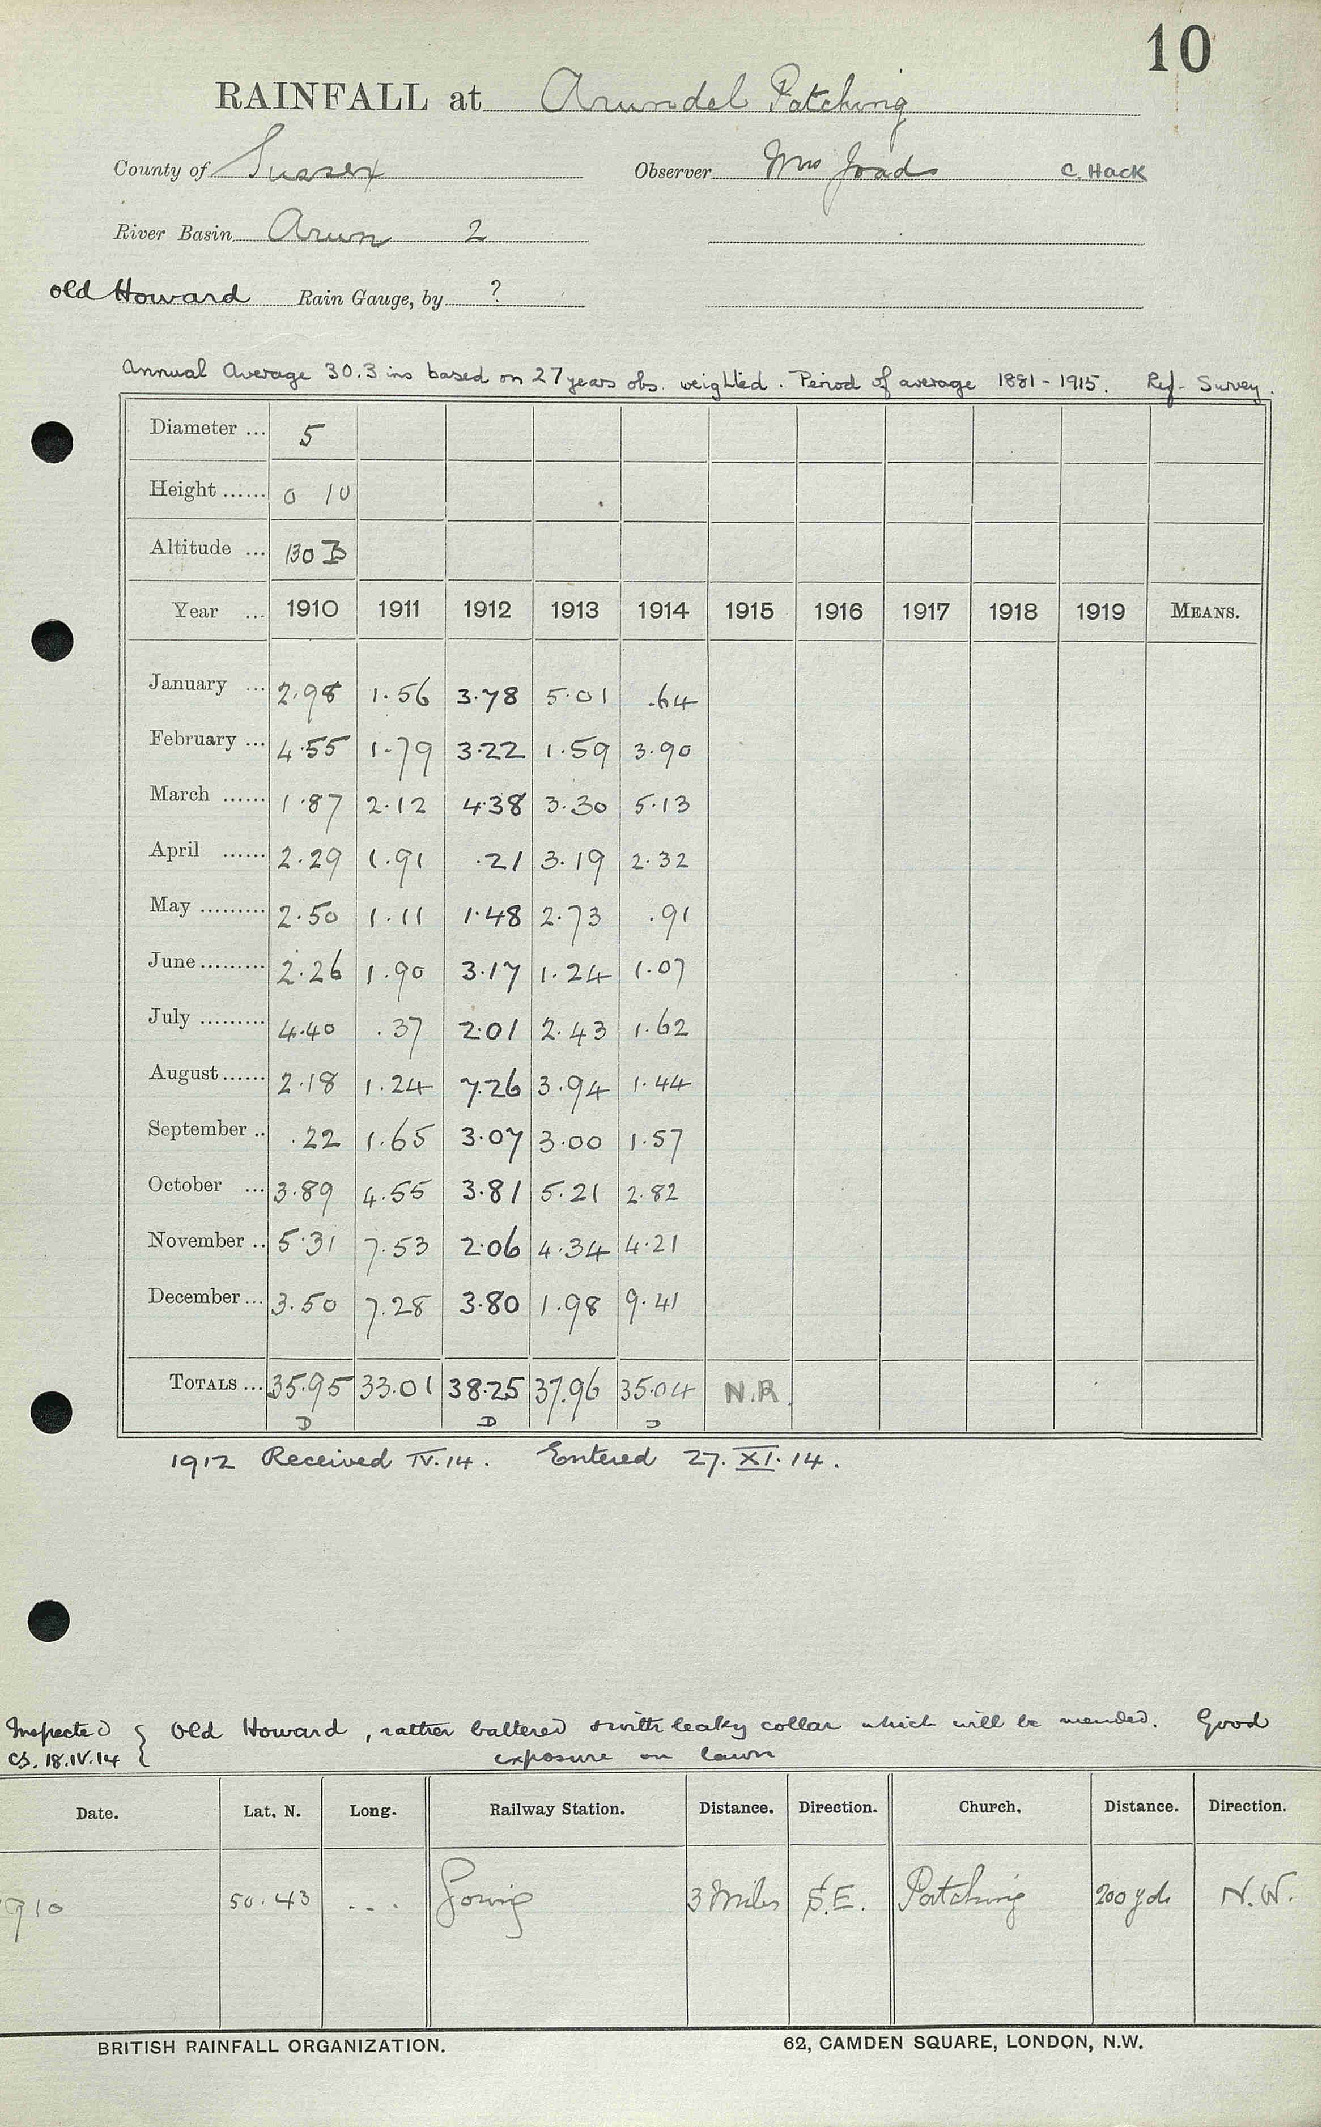 10
RAINFALL at Arundel Patching
County of Sussex Observer Mrs Joad C. Hack
River Basin Arun 2
old Howard Rain Gauge, by ?
Annual Average 30.3 ins based on 27 years obs. weighted. Period of average 1881 - 1915. Ref. Survey.
Diameter ... 5
Height ...... 0 10
Altitude ... 130 B
Year ... 1910 1911 1912 1913 1914 1915 1916 1917 1918 1919 MEANS.
January ... 2.98 1.56 3.78 5.01 .64
February ... 4.55 1.79 3.22 1.59 3.90
March ...... 1.87 2.12 4.38 3.30 5.13
April ...... 2.29 1.91 .21 3.19 2.32
May ......... 2.50 1.11 1.48 2.73 .91
June ......... 2.26 1.90 3.17 1.24 1.07
July ......... 4.40 .37 2.01 2.43 1.62
August ...... 2.18 1.24 7.26 3.94 1.44
September .. .22 1.65 3.07 3.00 1.57
October ... 3.89 4.55 3.81 5.21 2.82
November .. 5.31 7.53 2.06 4.34 4.21
December ... 3.50 7.28 3.80 1.98 9.41
TOTALS ... 35.95 33.01 38.25 37.96 35.04 N.R.
D D D
1912 Received IV.14. Entered 27.XI.14.
Inspected { Old Howard, rather battered & with leaky collar which will be mended. Good
CS. 18.IV.14 { exposure on lawn
Date. Lat. N. Long. Railway Station. Distance. Direction. Church. Distance. Direction.
1910 50.43 ... Goring 3 Miles S.E. Patching 200 yds N.W.
BRITISH RAINFALL ORGANIZATION. 62, CAMDEN SQUARE, LONDON, N.W.